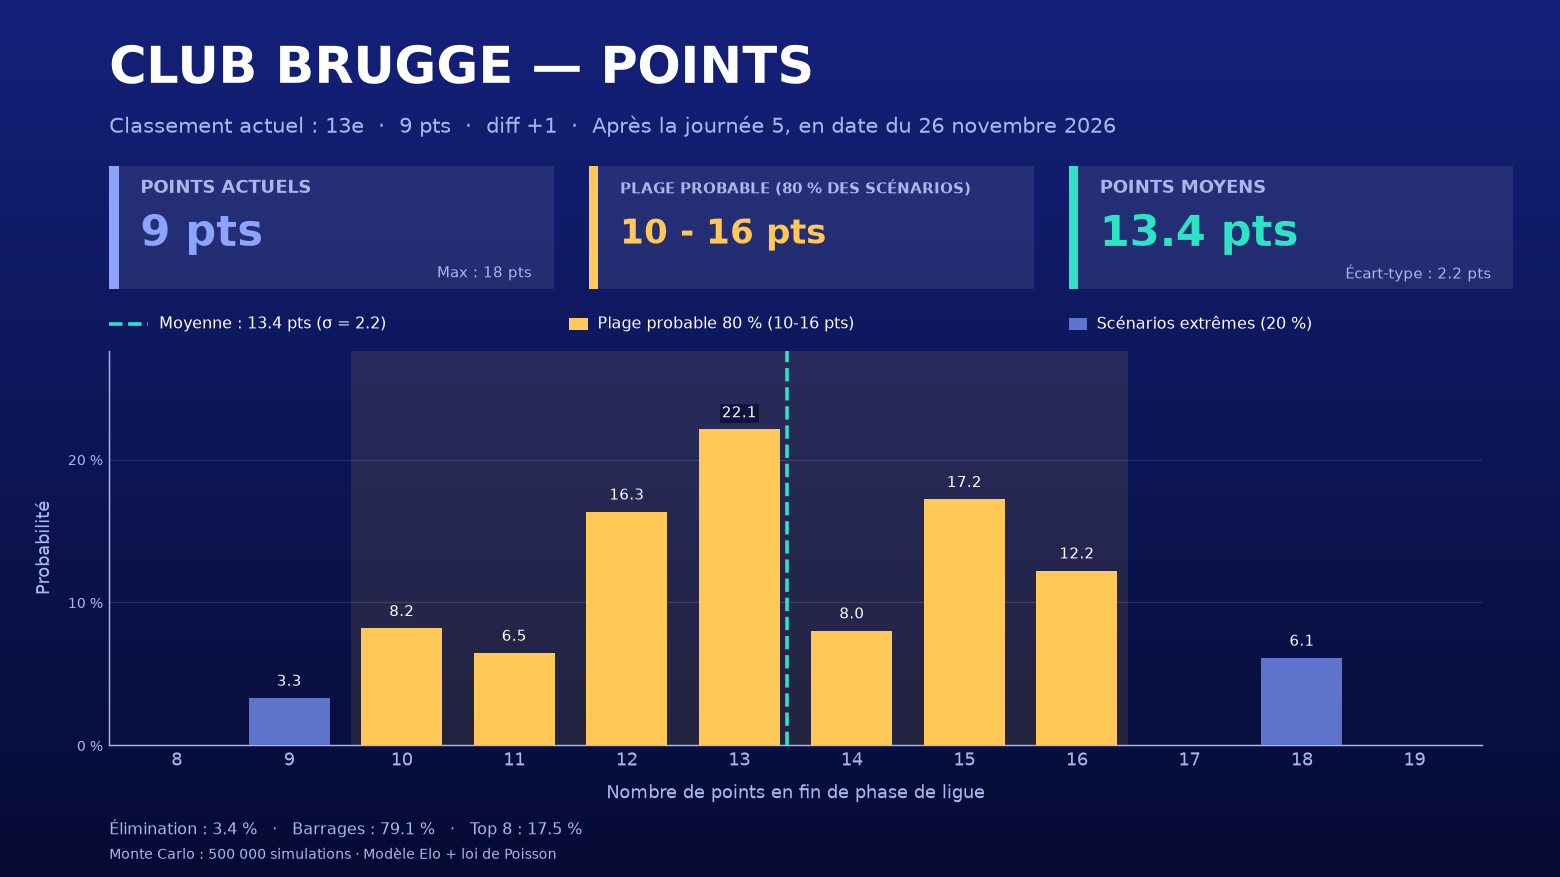 CLUB BRUGGE — POINTS
Classement actuel : 13e · 9 pts · diff +1 · Après la journée 5, en date du 26 novembre 2026
POINTS ACTUELS
9 pts
Max : 18 pts
PLAGE PROBABLE (80 % DES SCÉNARIOS)
10 - 16 pts
POINTS MOYENS
13.4 pts
Écart-type : 2.2 pts
Moyenne : 13.4 pts (σ = 2.2)
Plage probable 80 % (10-16 pts)
Scénarios extrêmes (20 %)
Probabilité
20 %
10 %
0 %
3.3
8.2
6.5
16.3
22.1
8.0
17.2
12.2
6.1
8 9 10 11 12 13 14 15 16 17 18 19
Nombre de points en fin de phase de ligue
Élimination : 3.4 % · Barrages : 79.1 % · Top 8 : 17.5 %
Monte Carlo : 500 000 simulations · Modèle Elo + loi de Poisson